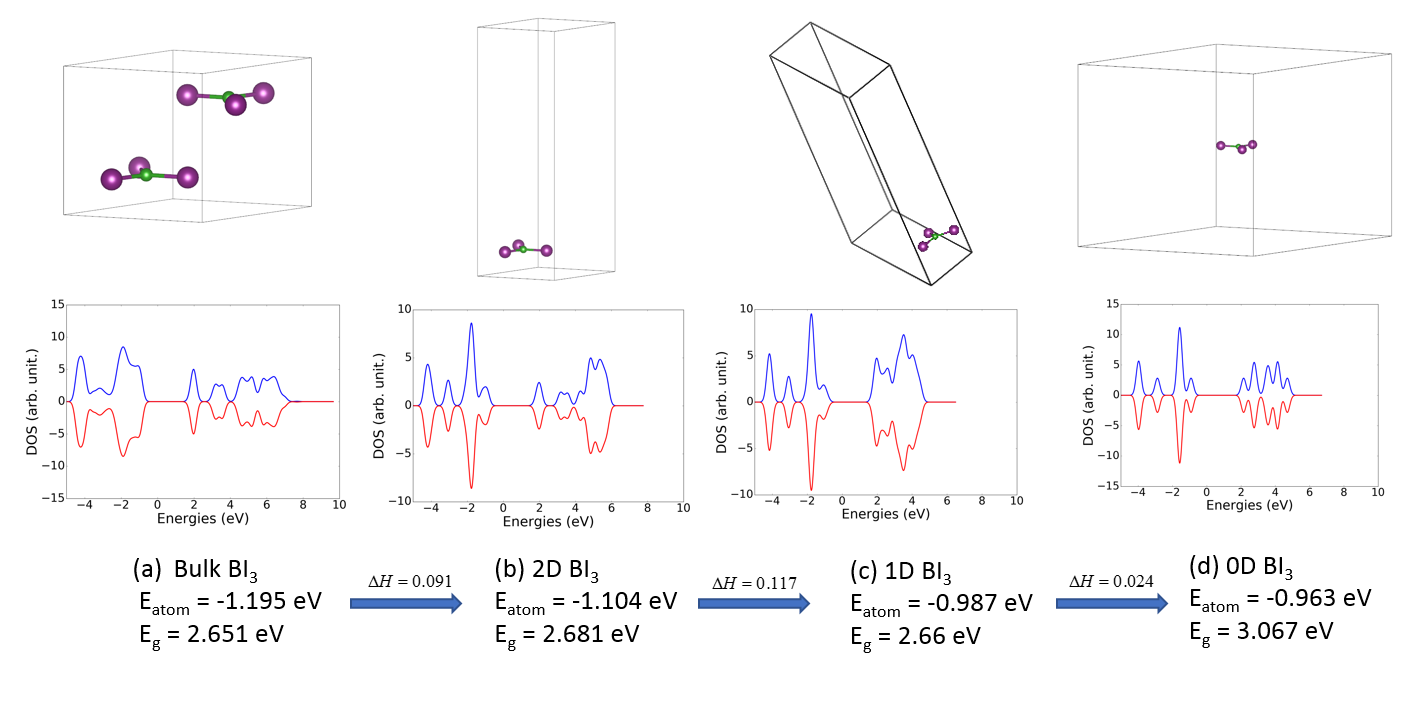 15
10
5
0
−5
−10
−15
−4 −2 0 2 4 6 8 10
DOS (arb. unit.)
Energies (eV)
10
5
0
−5
−10
−4 −2 0 2 4 6 8 10
DOS (arb. unit.)
Energies (eV)
10
5
0
−5
−10
−4 −2 0 2 4 6 8 10
DOS (arb. unit.)
Energies (eV)
15
10
5
0
−5
−10
−15
−4 −2 0 2 4 6 8 10
DOS (arb. unit.)
Energies (eV)
(a) Bulk BI3
Eatom = -1.195 eV
Eg = 2.651 eV
ΔH = 0.091
(b) 2D BI3
Eatom = -1.104 eV
Eg = 2.681 eV
ΔH = 0.117
(c) 1D BI3
Eatom = -0.987 eV
Eg = 2.66 eV
ΔH = 0.024
(d) 0D BI3
Eatom = -0.963 eV
Eg = 3.067 eV